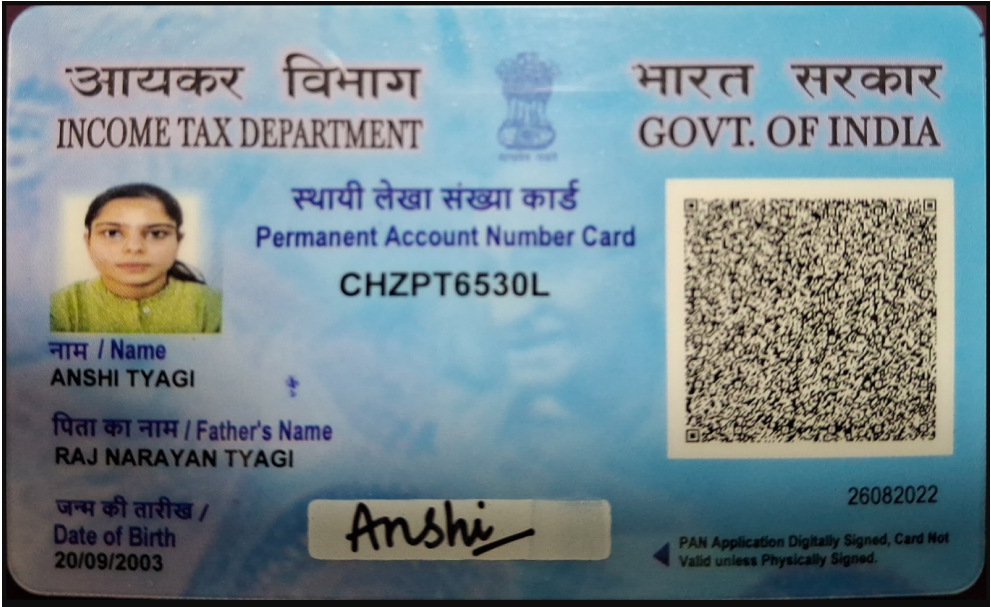 आयकर विभाग
INCOME TAX DEPARTMENT
भारत सरकार
GOVT. OF INDIA
स्थायी लेखा संख्या कार्ड
Permanent Account Number Card
CHZPT6530L
नाम / Name
ANSHI TYAGI
पिता का नाम / Father's Name
RAJ NARAYAN TYAGI
जन्म की तारीख /
Date of Birth
20/09/2003
Anshi
26082022
PAN Application Digitally Signed, Card Not
Valid unless Physically Signed.